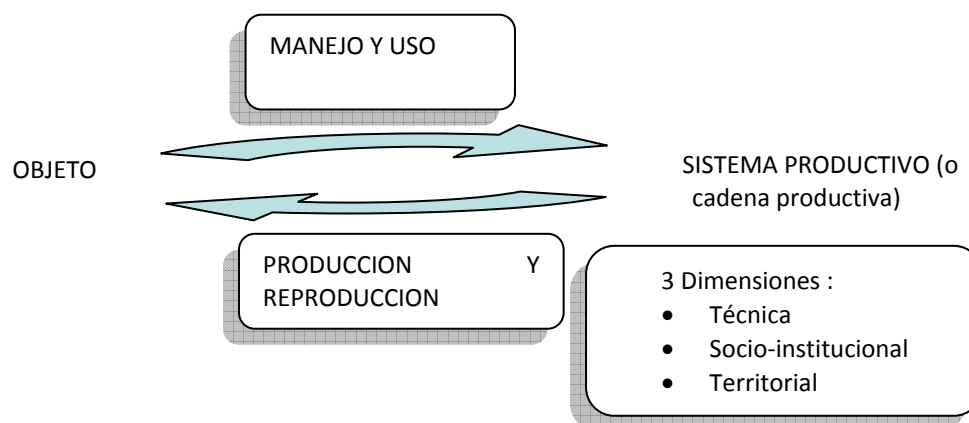 MANEJO Y USO
OBJETO
SISTEMA PRODUCTIVO (o
cadena productiva)
PRODUCCION Y
REPRODUCCION
3 Dimensiones :
• Técnica
• Socio-institucional
• Territorial